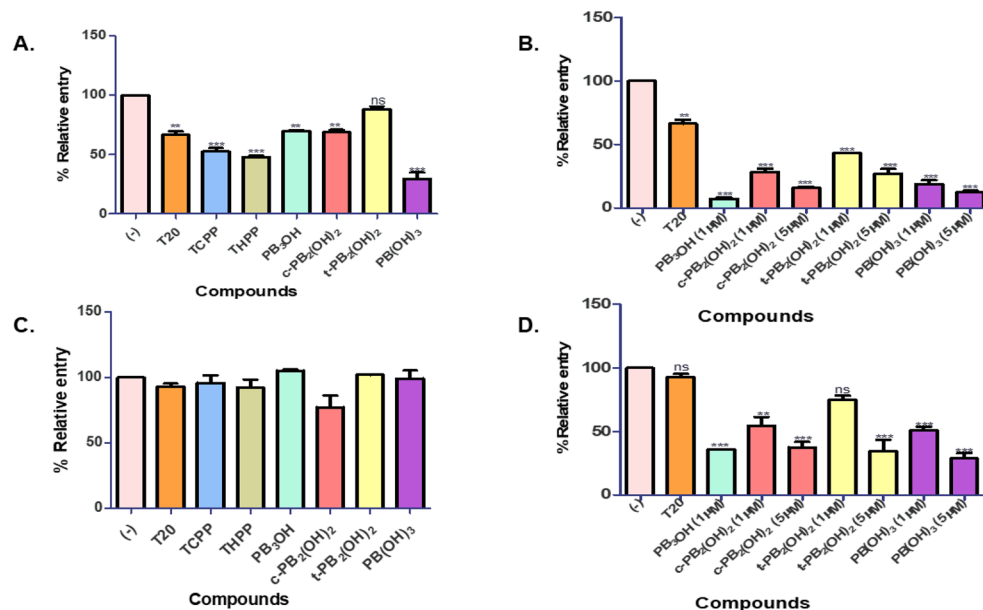 A.
% Relative entry
150
100
50
0
** *** *** ** ** ns ***
(-) T20 TCPP THPP PB₃OH c-PB₂(OH)₂ t-PB₂(OH)₂ PB(OH)₃
Compounds
B.
%Relative entry
150
100
50
0
** *** *** *** *** *** *** ***
(-) T20 PB₃OH (1µM) c-PB₂(OH)₂ (1µM) c-PB₂(OH)₂ (5µM) t-PB₂(OH)₂ (1µM) t-PB₂(OH)₂ (5µM) PB(OH)₃ (1µM) PB(OH)₃ (5µM)
Compounds
C.
% Relative entry
150
100
50
0
(-) T20 TCPP THPP PB₃OH c-PB₂(OH)₂ t-PB₂(OH)₂ PB(OH)₃
Compounds
D.
%Relative entry
150
100
50
0
ns *** ** *** ns *** *** ***
(-) T20 PB₃OH (1µM) c-PB₂(OH)₂ (1µM) c-PB₂(OH)₂ (5µM) t-PB₂(OH)₂ (1µM) t-PB₂(OH)₂ (5µM) PB(OH)₃ (1µM) PB(OH)₃ (5µM)
Compounds